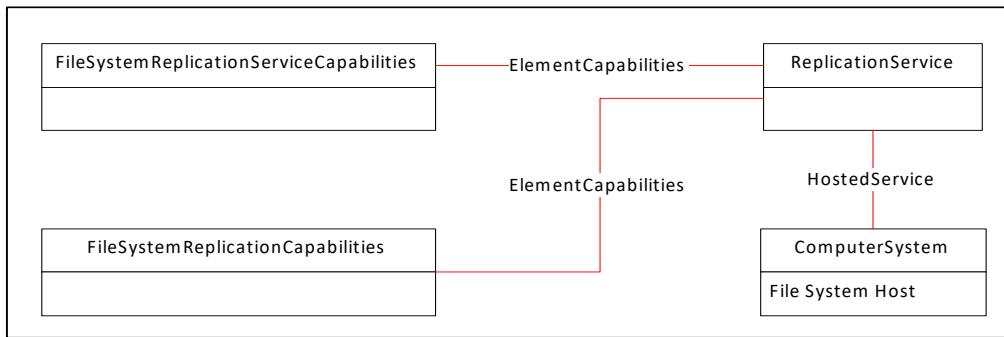 FileSystemReplicationServiceCapabilities
ElementCapabilities
ReplicationService
ElementCapabilities
HostedService
FileSystemReplicationCapabilities
ComputerSystem
File System Host